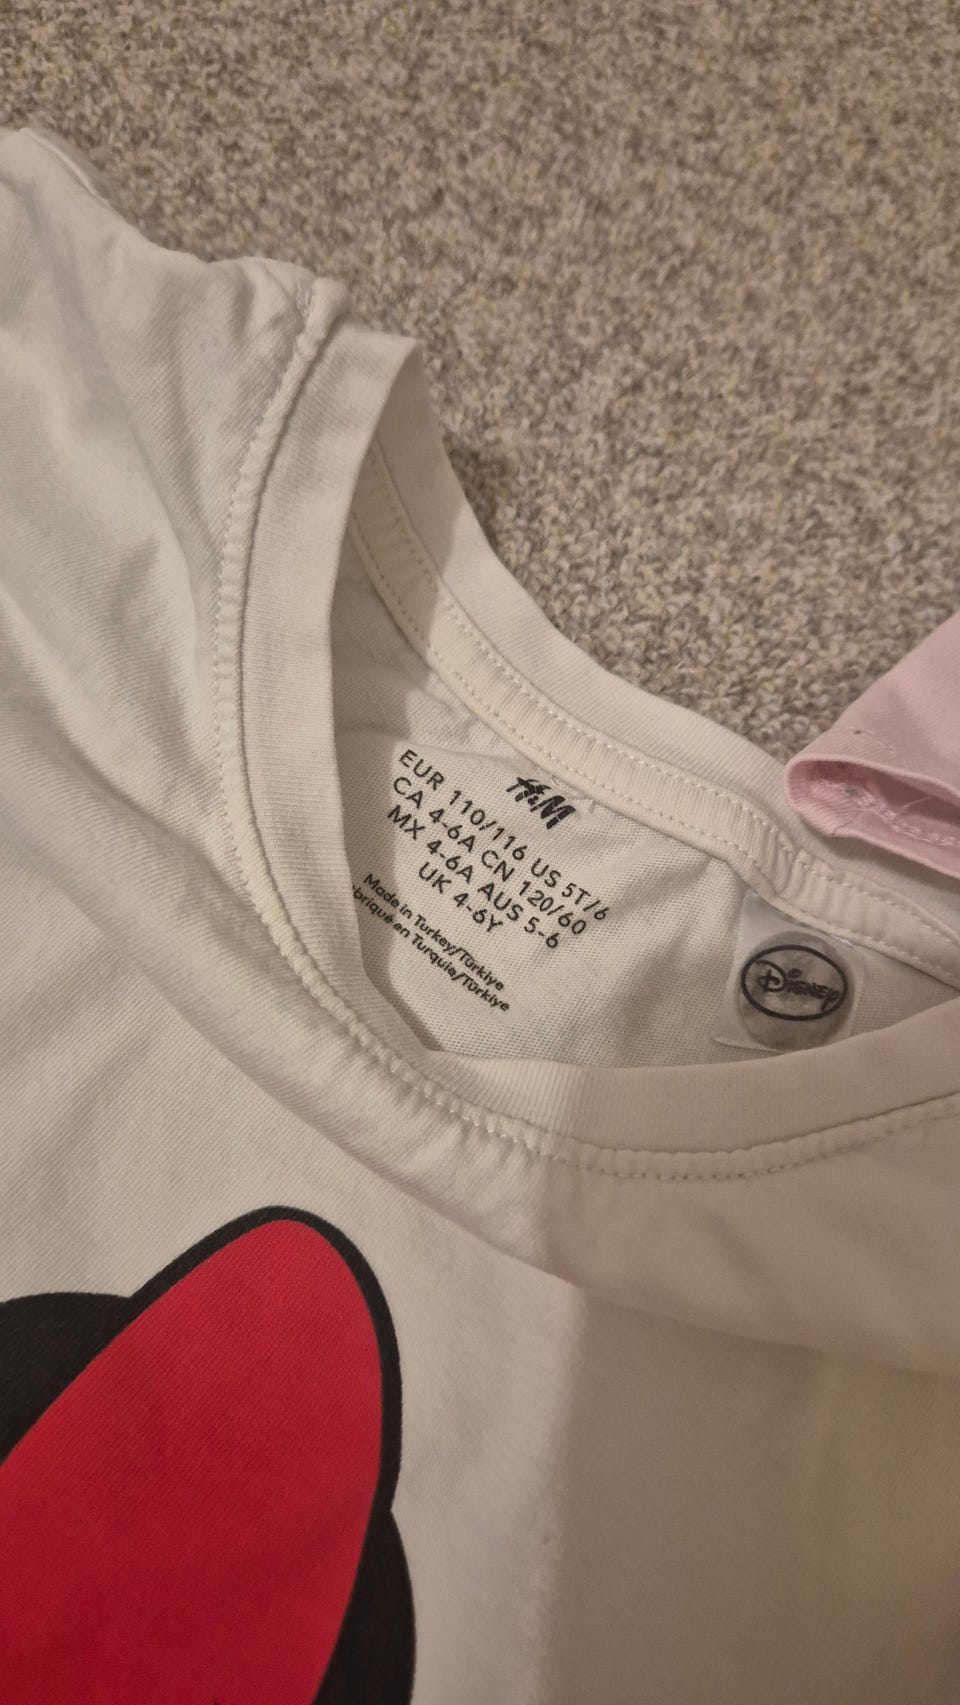 H&M
EUR 110/116 US 5T/6
CA 4-6A CN 120/60
MX 4-6A AUS 5-6
UK 4-6Y
Made in Turkey/Türkiye
briqué en Turquie/Türkiye
Disney